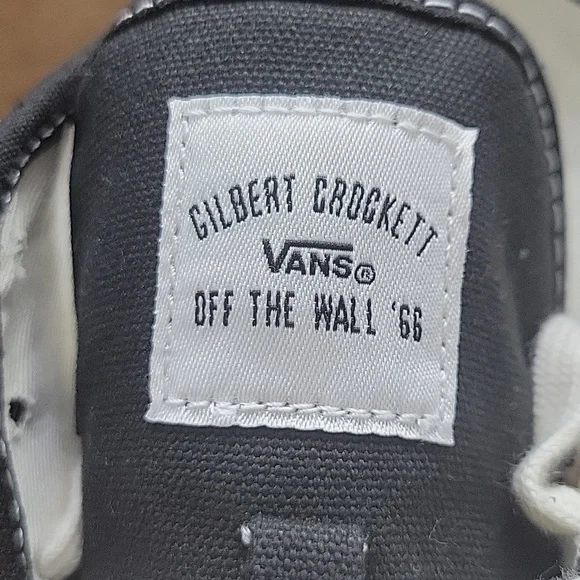 GILBERT CROCKETT
VANS®
OFF THE WALL '66